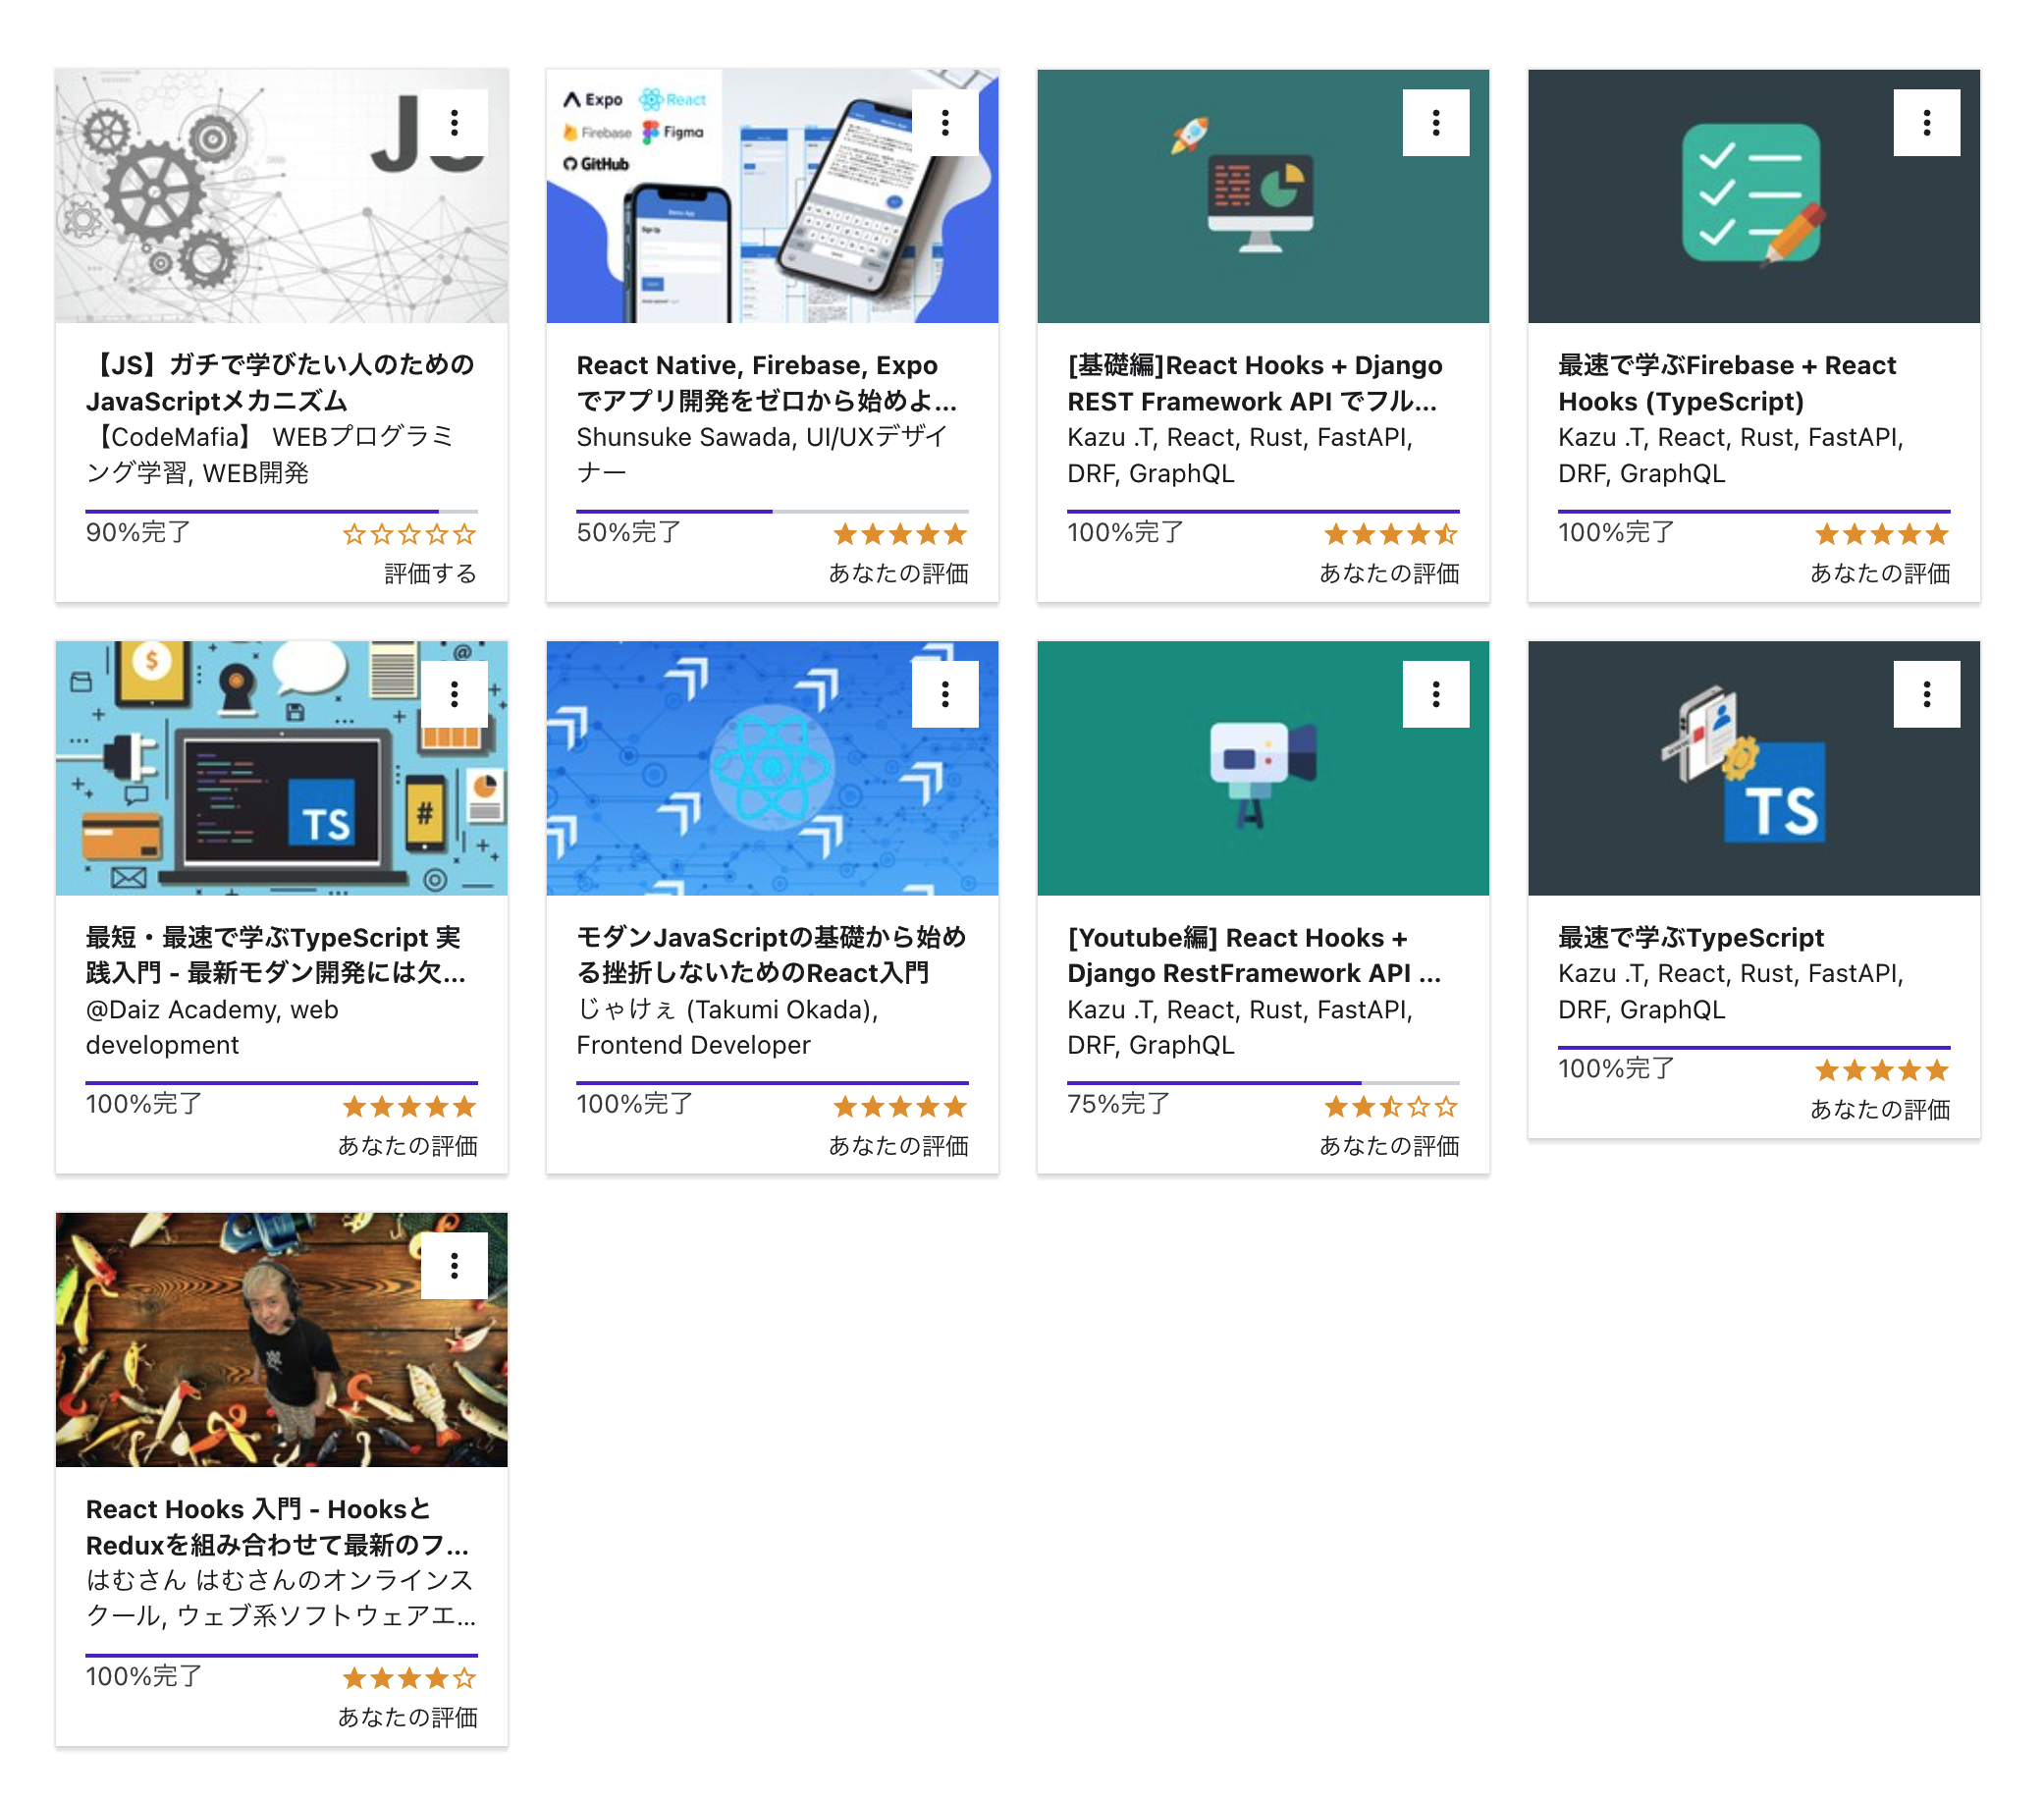 JS
Expo React
Firebase Figma
GitHub
Sign Up
【JS】ガチで学びたい人のための
JavaScriptメカニズム
【CodeMafia】 WEBプログラミ
ング学習, WEB開発
90%完了
評価する
React Native, Firebase, Expo
でアプリ開発をゼロから始めよ...
Shunsuke Sawada, UI/UXデザイ
ナー
50%完了
あなたの評価
[基礎編]React Hooks + Django
REST Framework API でフル...
Kazu .T, React, Rust, FastAPI,
DRF, GraphQL
100%完了
あなたの評価
最速で学ぶFirebase + React
Hooks (TypeScript)
Kazu .T, React, Rust, FastAPI,
DRF, GraphQL
100%完了
あなたの評価
$
@
TS
#
最短・最速で学ぶTypeScript 実
践入門 - 最新モダン開発には欠...
@Daiz Academy, web
development
100%完了
あなたの評価
モダンJavaScriptの基礎から始め
る挫折しないためのReact入門
じゃけぇ (Takumi Okada),
Frontend Developer
100%完了
あなたの評価
[Youtube編] React Hooks +
Django RestFramework API ...
Kazu .T, React, Rust, FastAPI,
DRF, GraphQL
75%完了
あなたの評価
TS
最速で学ぶTypeScript
Kazu .T, React, Rust, FastAPI,
DRF, GraphQL
100%完了
あなたの評価
React Hooks 入門 - Hooksと
Reduxを組み合わせて最新のフ...
はむさん はむさんのオンラインス
クール, ウェブ系ソフトウェアエ...
100%完了
あなたの評価